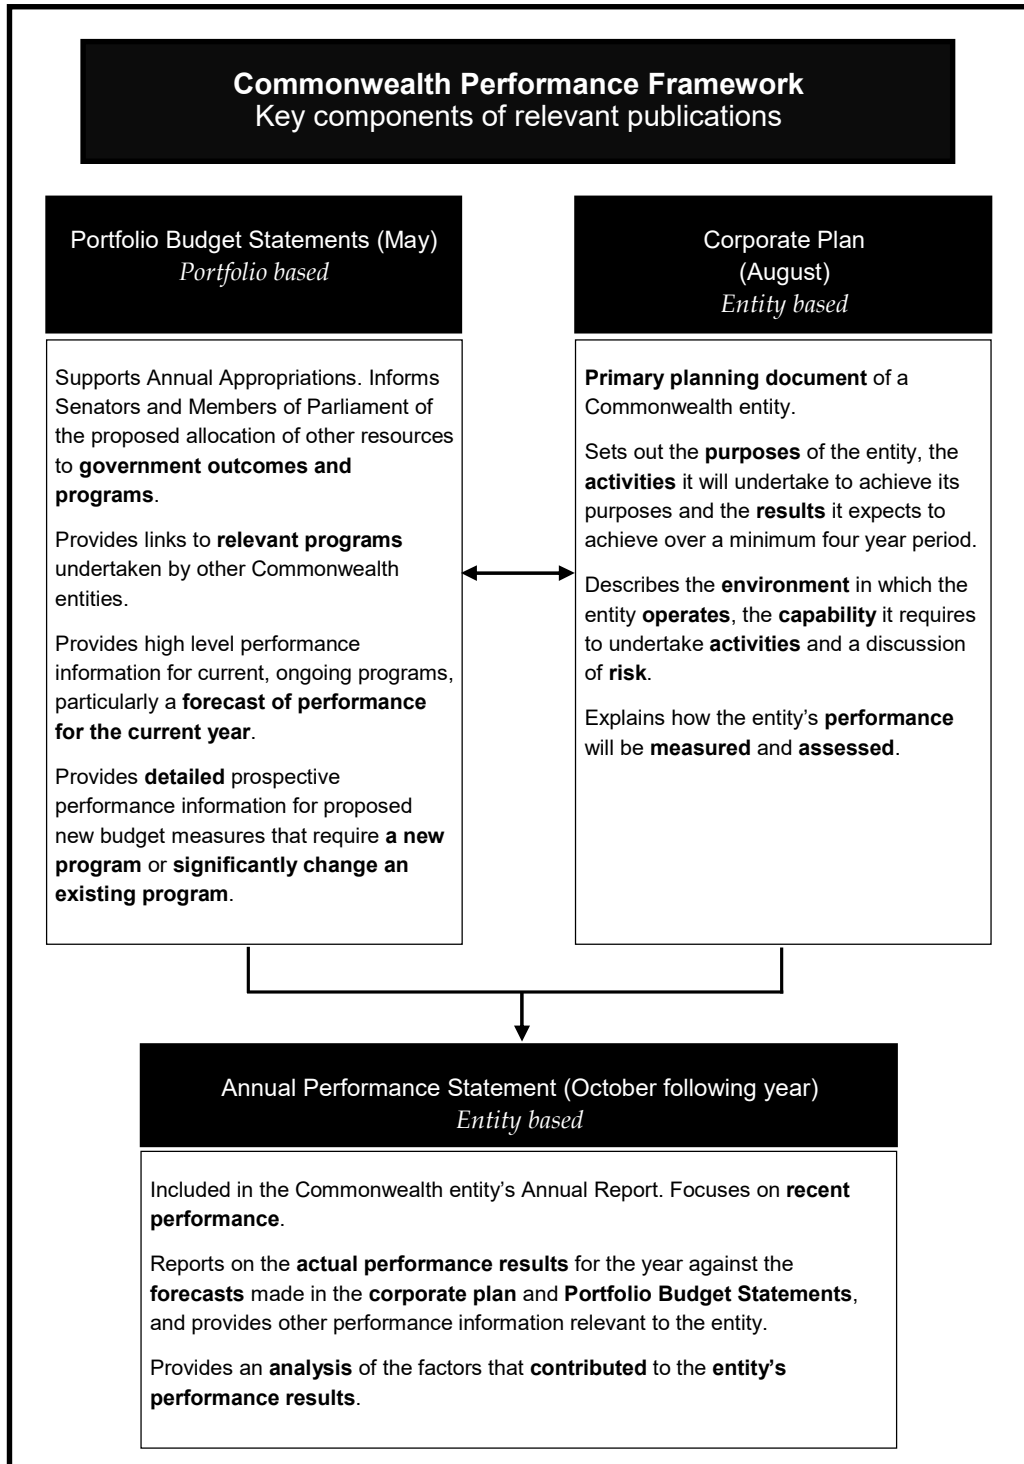 Commonwealth Performance Framework
Key components of relevant publications
Portfolio Budget Statements (May)
Portfolio based
Supports Annual Appropriations. Informs
Senators and Members of Parliament of
the proposed allocation of other resources
to government outcomes and
programs.
Provides links to relevant programs
undertaken by other Commonwealth
entities.
Provides high level performance
information for current, ongoing programs,
particularly a forecast of performance
for the current year.
Provides detailed prospective
performance information for proposed
new budget measures that require a new
program or significantly change an
existing program.
Corporate Plan
(August)
Entity based
Primary planning document of a
Commonwealth entity.
Sets out the purposes of the entity, the
activities it will undertake to achieve its
purposes and the results it expects to
achieve over a minimum four year period.
Describes the environment in which the
entity operates, the capability it requires
to undertake activities and a discussion
of risk.
Explains how the entity’s performance
will be measured and assessed.
Annual Performance Statement (October following year)
Entity based
Included in the Commonwealth entity’s Annual Report. Focuses on recent
performance.
Reports on the actual performance results for the year against the
forecasts made in the corporate plan and Portfolio Budget Statements,
and provides other performance information relevant to the entity.
Provides an analysis of the factors that contributed to the entity’s
performance results.